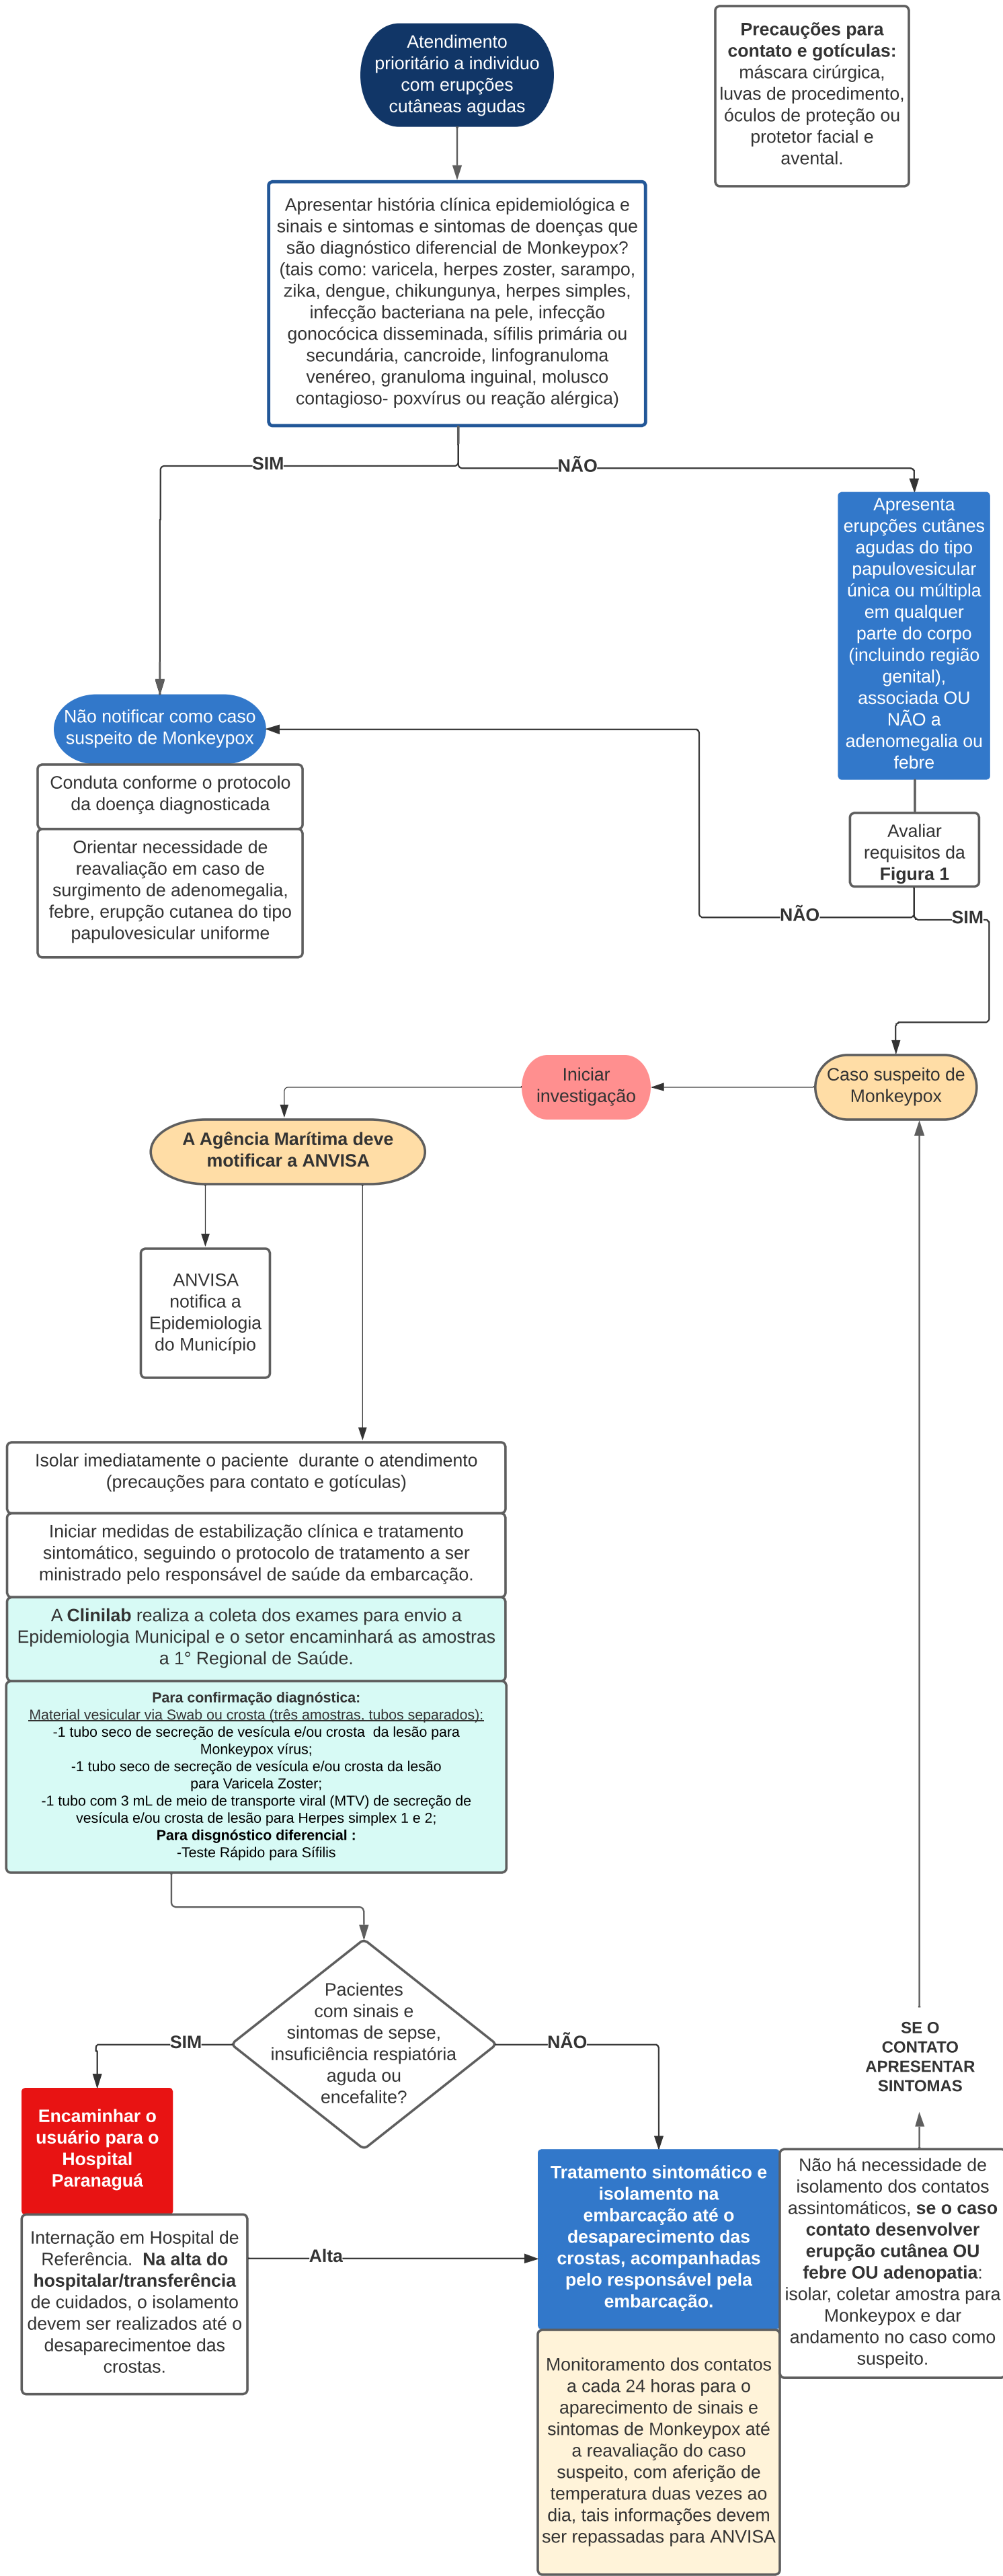 Atendimento
prioritário a individuo
com erupções
cutâneas agudas
Precauções para
contato e gotículas:
máscara cirúrgica,
luvas de procedimento,
óculos de proteção ou
protetor facial e
avental.
Apresentar história clínica epidemiológica e
sinais e sintomas e sintomas de doenças que
são diagnóstico diferencial de Monkeypox?
(tais como: varicela, herpes zoster, sarampo,
zika, dengue, chikungunya, herpes simples,
infecção bacteriana na pele, infecção
gonocócica disseminada, sífilis primária ou
secundária, cancroide, linfogranuloma
venéreo, granuloma inguinal, molusco
contagioso- poxvírus ou reação alérgica)
SIM
NÃO
Apresenta
erupções cutânes
agudas do tipo
papulovesicular
única ou múltipla
em qualquer
parte do corpo
(incluindo região
genital),
associada OU
NÃO a
adenomegalia ou
febre
Não notificar como caso
suspeito de Monkeypox
Conduta conforme o protocolo
da doença diagnosticada
Orientar necessidade de
reavaliação em caso de
surgimento de adenomegalia,
febre, erupção cutanea do tipo
papulovesicular uniforme
Avaliar
requisitos da
Figura 1
NÃO
SIM
Caso suspeito de
Monkeypox
Iniciar
investigação
A Agência Marítima deve
motificar a ANVISA
ANVISA
notifica a
Epidemiologia
do Município
Isolar imediatamente o paciente  durante o atendimento
(precauções para contato e gotículas)
Iniciar medidas de estabilização clínica e tratamento
sintomático, seguindo o protocolo de tratamento a ser
ministrado pelo responsável de saúde da embarcação.
A Clinilab realiza a coleta dos exames para envio a
Epidemiologia Municipal e o setor encaminhará as amostras
a 1° Regional de Saúde.
Para confirmação diagnóstica:
Material vesicular via Swab ou crosta (três amostras, tubos separados):
-1 tubo seco de secreção de vesícula e/ou crosta  da lesão para
Monkeypox vírus;
-1 tubo seco de secreção de vesícula e/ou crosta da lesão
para Varicela Zoster;
-1 tubo com 3 mL de meio de transporte viral (MTV) de secreção de
vesícula e/ou crosta de lesão para Herpes simplex 1 e 2;
Para disgnóstico diferencial :
-Teste Rápido para Sífilis
Pacientes
com sinais e
sintomas de sepse,
insuficiência respiatória
aguda ou
encefalite?
SIM
NÃO
SE O
CONTATO
APRESENTAR
SINTOMAS
Encaminhar o
usuário para o
Hospital
Paranaguá
Internação em Hospital de
Referência.  Na alta do
hospitalar/transferência
de cuidados, o isolamento
devem ser realizados até o
desaparecimentoe das
crostas.
Alta
Tratamento sintomático e
isolamento na
embarcação até o
desaparecimento das
crostas, acompanhadas
pelo responsável pela
embarcação.
Não há necessidade de
isolamento dos contatos
assintomáticos, se o caso
contato desenvolver
erupção cutânea OU
febre OU adenopatia:
isolar, coletar amostra para
Monkeypox e dar
andamento no caso como
suspeito.
Monitoramento dos contatos
a cada 24 horas para o
aparecimento de sinais e
sintomas de Monkeypox até
a reavaliação do caso
suspeito, com aferição de
temperatura duas vezes ao
dia, tais informações devem
ser repassadas para ANVISA